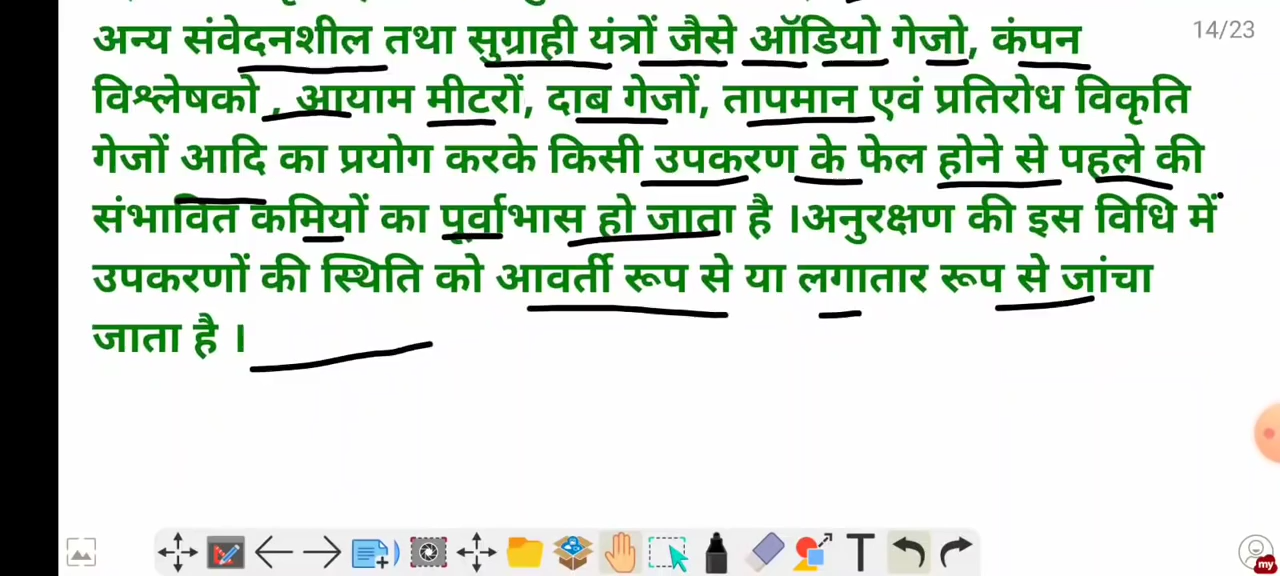 अन्य संवेदनशील तथा सुग्राही यंत्रों जैसे ऑडियो गेजो, कंपन
14/23
विश्लेषको , आयाम मीटरों, दाब गेजों, तापमान एवं प्रतिरोध विकृति
गेजों आदि का प्रयोग करके किसी उपकरण के फेल होने से पहले की
संभावित कमियों का पूर्वाभास हो जाता है ।अनुरक्षण की इस विधि में
उपकरणों की स्थिति को आवर्ती रूप से या लगातार रूप से जांचा
जाता है ।
T
my